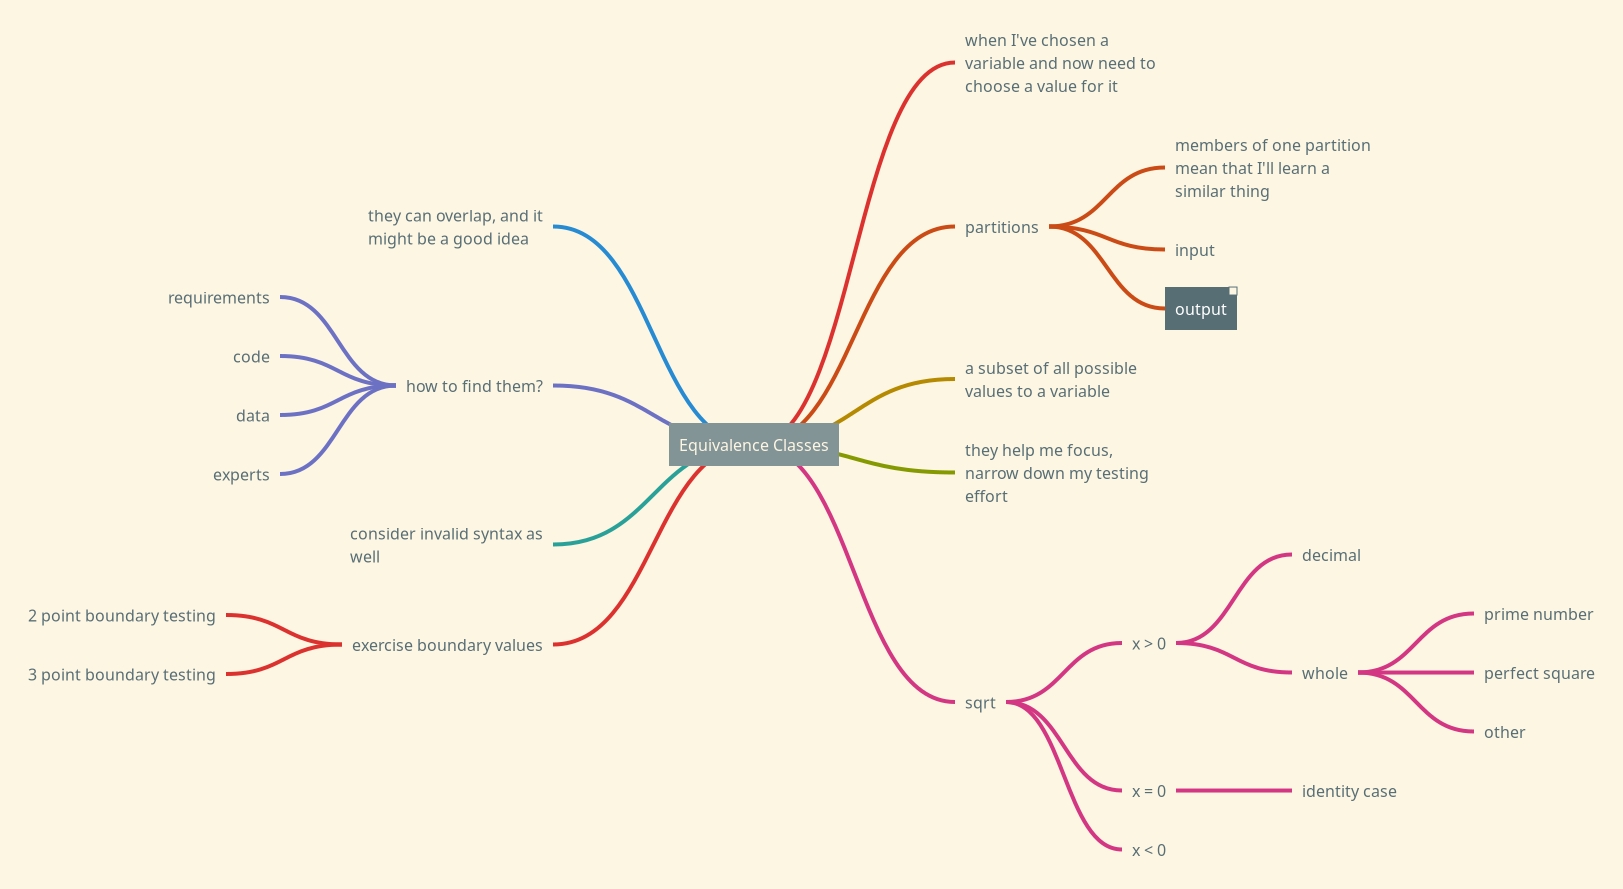 Equivalence Classes
when I've chosen a
variable and now need to
choose a value for it
partitions
members of one partition
mean that I'll learn a
similar thing
input
output
a subset of all possible
values to a variable
they help me focus,
narrow down my testing
effort
sqrt
x > 0
decimal
whole
prime number
perfect square
other
x = 0
identity case
x < 0
they can overlap, and it
might be a good idea
how to find them?
requirements
code
data
experts
consider invalid syntax as
well
exercise boundary values
2 point boundary testing
3 point boundary testing